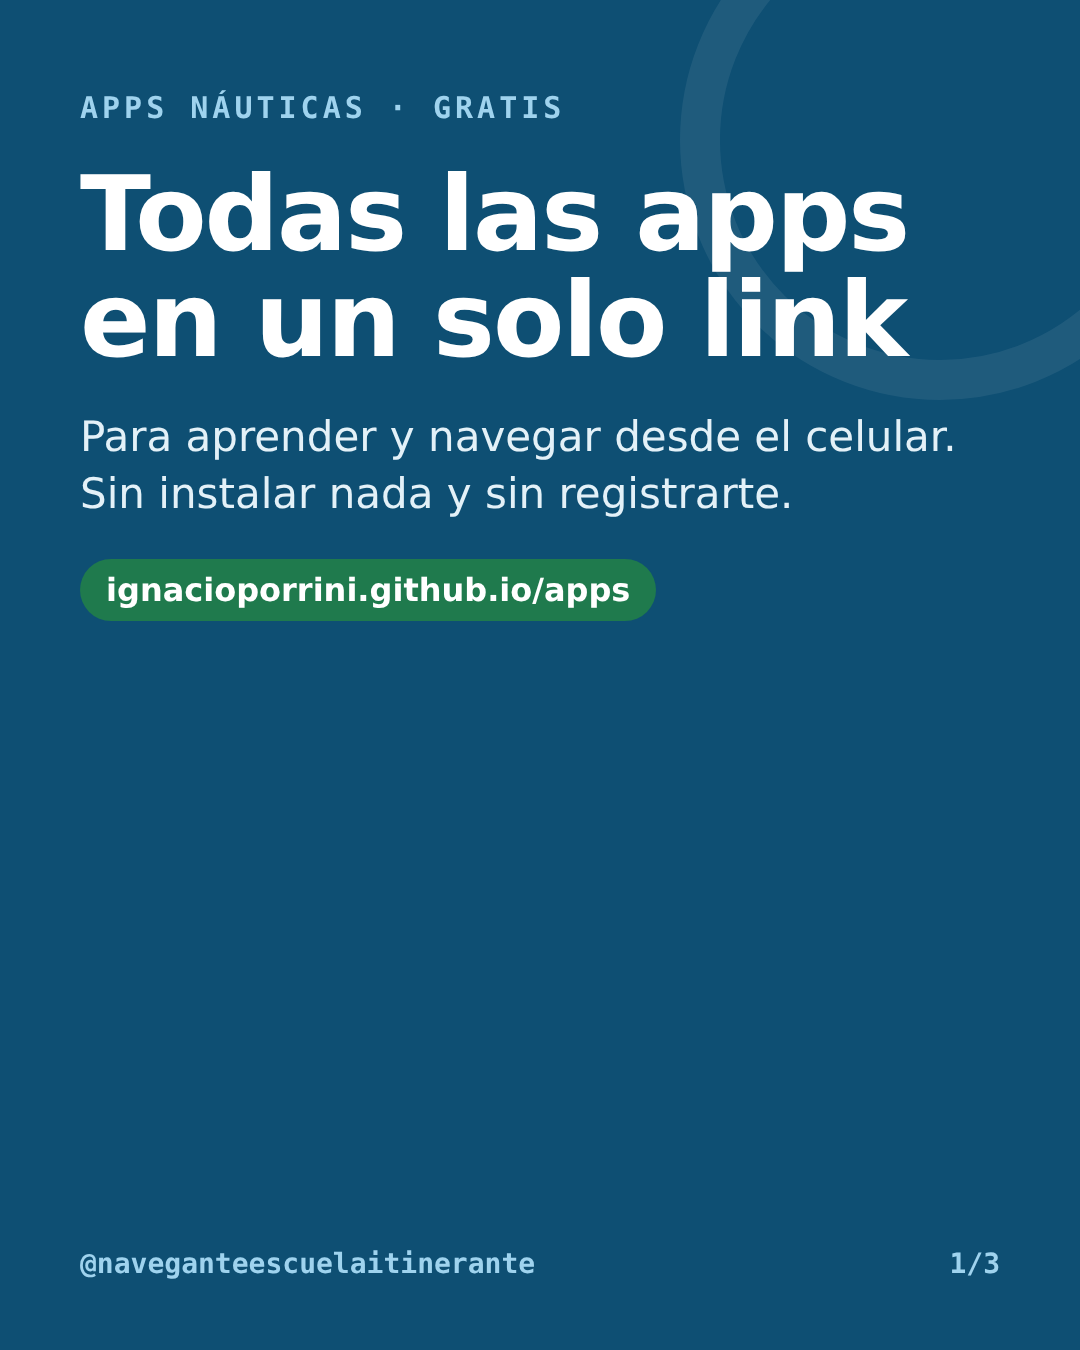 APPS NÁUTICAS · GRATIS
Todas las apps
en un solo link
Para aprender y navegar desde el celular.
Sin instalar nada y sin registrarte.
ignacioporrini.github.io/apps
@naveganteescuelaitinerante
1/3